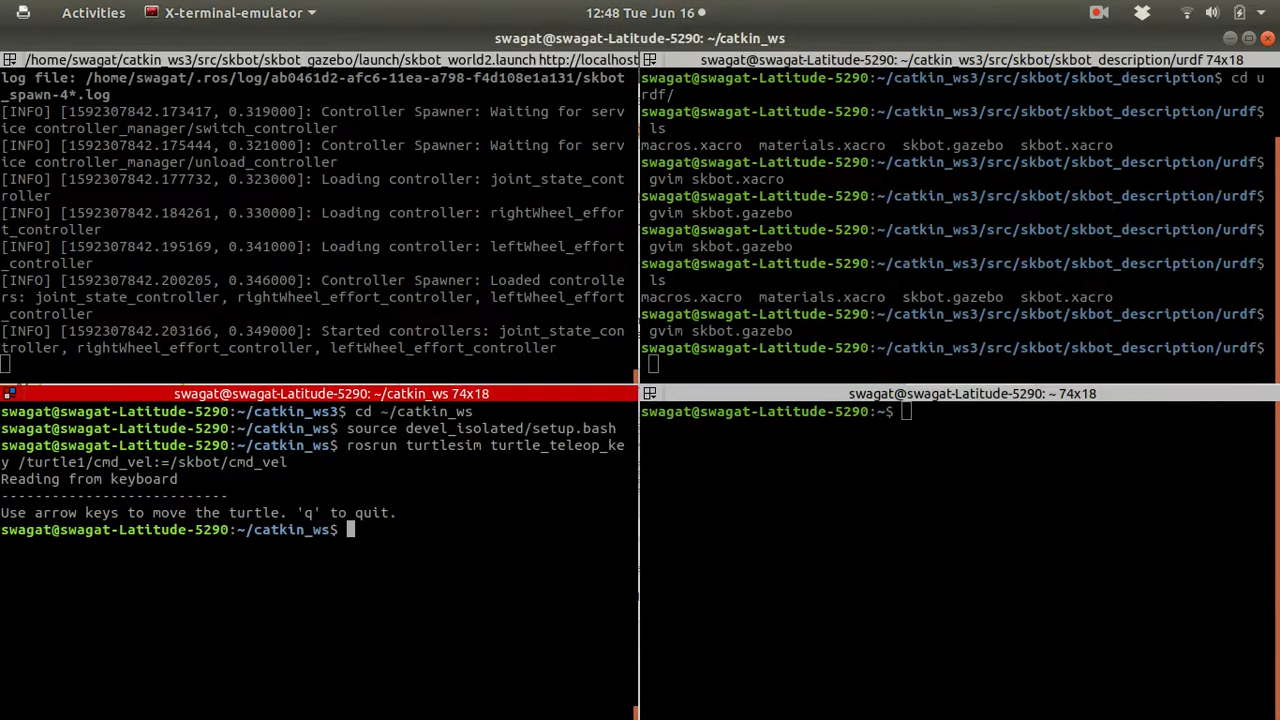 Activities
X-terminal-emulator
12:48 Tue Jun 16
swagat@swagat-Latitude-5290: ~/catkin_ws
/home/swagat/catkin_ws3/src/skbot/skbot_gazebo/launch/skbot_world2.launch http://localhost
log file: /home/swagat/.ros/log/ab0461d2-afc6-11ea-a798-f4d108e1a131/skbot
_spawn-4*.log
[INFO] [1592307842.173417, 0.319000]: Controller Spawner: Waiting for serv
ice controller_manager/switch_controller
[INFO] [1592307842.175444, 0.321000]: Controller Spawner: Waiting for serv
ice controller_manager/unload_controller
[INFO] [1592307842.177732, 0.323000]: Loading controller: joint_state_cont
roller
[INFO] [1592307842.184261, 0.330000]: Loading controller: rightWheel_effor
t_controller
[INFO] [1592307842.195169, 0.341000]: Loading controller: leftWheel_effort
_controller
[INFO] [1592307842.200205, 0.346000]: Controller Spawner: Loaded controlle
rs: joint_state_controller, rightWheel_effort_controller, leftWheel_effort
_controller
[INFO] [1592307842.203166, 0.349000]: Started controllers: joint_state_con
troller, rightWheel_effort_controller, leftWheel_effort_controller
swagat@swagat-Latitude-5290: ~/catkin_ws3/src/skbot/skbot_description/urdf 74x18
swagat@swagat-Latitude-5290:~/catkin_ws3/src/skbot/skbot_description$ cd u
rdf/
swagat@swagat-Latitude-5290:~/catkin_ws3/src/skbot/skbot_description/urdf$
ls
macros.xacro materials.xacro skbot.gazebo skbot.xacro
swagat@swagat-Latitude-5290:~/catkin_ws3/src/skbot/skbot_description/urdf$
gvim skbot.xacro
swagat@swagat-Latitude-5290:~/catkin_ws3/src/skbot/skbot_description/urdf$
gvim skbot.gazebo
swagat@swagat-Latitude-5290:~/catkin_ws3/src/skbot/skbot_description/urdf$
gvim skbot.gazebo
swagat@swagat-Latitude-5290:~/catkin_ws3/src/skbot/skbot_description/urdf$
ls
macros.xacro materials.xacro skbot.gazebo skbot.xacro
swagat@swagat-Latitude-5290:~/catkin_ws3/src/skbot/skbot_description/urdf$
gvim skbot.gazebo
swagat@swagat-Latitude-5290:~/catkin_ws3/src/skbot/skbot_description/urdf$
swagat@swagat-Latitude-5290: ~/catkin_ws 74x18
swagat@swagat-Latitude-5290:~/catkin_ws3$ cd ~/catkin_ws
swagat@swagat-Latitude-5290:~/catkin_ws$ source devel_isolated/setup.bash
swagat@swagat-Latitude-5290:~/catkin_ws$ rosrun turtlesim turtle_teleop_ke
y /turtle1/cmd_vel:=/skbot/cmd_vel
Reading from keyboard
---------------------------
Use arrow keys to move the turtle. 'q' to quit.
swagat@swagat-Latitude-5290:~/catkin_ws$
swagat@swagat-Latitude-5290: ~ 74x18
swagat@swagat-Latitude-5290:~$